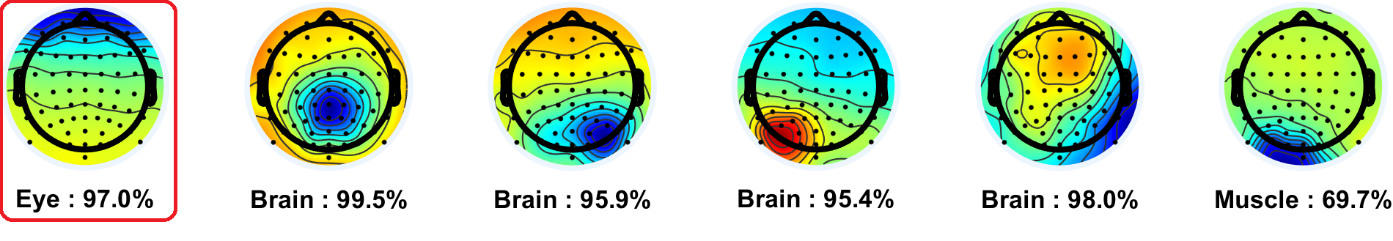 Eye : 97.0% Brain : 99.5% Brain : 95.9% Brain : 95.4% Brain : 98.0% Muscle : 69.7%